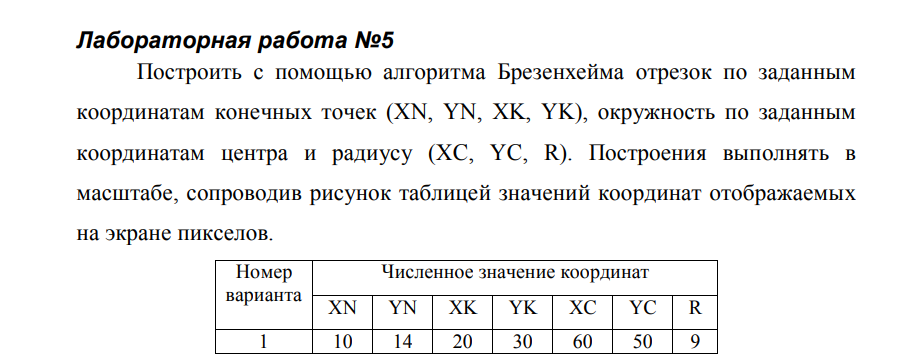 Лабораторная работа №5
Построить с помощью алгоритма Брезенхейма отрезок по заданным
координатам конечных точек (XN, YN, XK, YK), окружность по заданным
координатам центра и радиусу (XC, YC, R). Построения выполнять в
масштабе, сопроводив рисунок таблицей значений координат отображаемых
на экране пикселов.
Номер варианта Численное значение координат
XN YN XK YK XC YC R
1 10 14 20 30 60 50 9